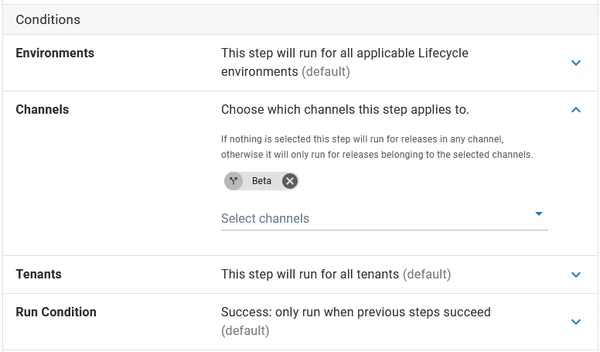 Conditions
Environments
This step will run for all applicable Lifecycle
environments (default)
Channels
Choose which channels this step applies to.
If nothing is selected this step will run for releases in any channel,
otherwise it will only run for releases belonging to the selected channels.
Beta
Select channels
Tenants
This step will run for all tenants (default)
Run Condition
Success: only run when previous steps succeed
(default)